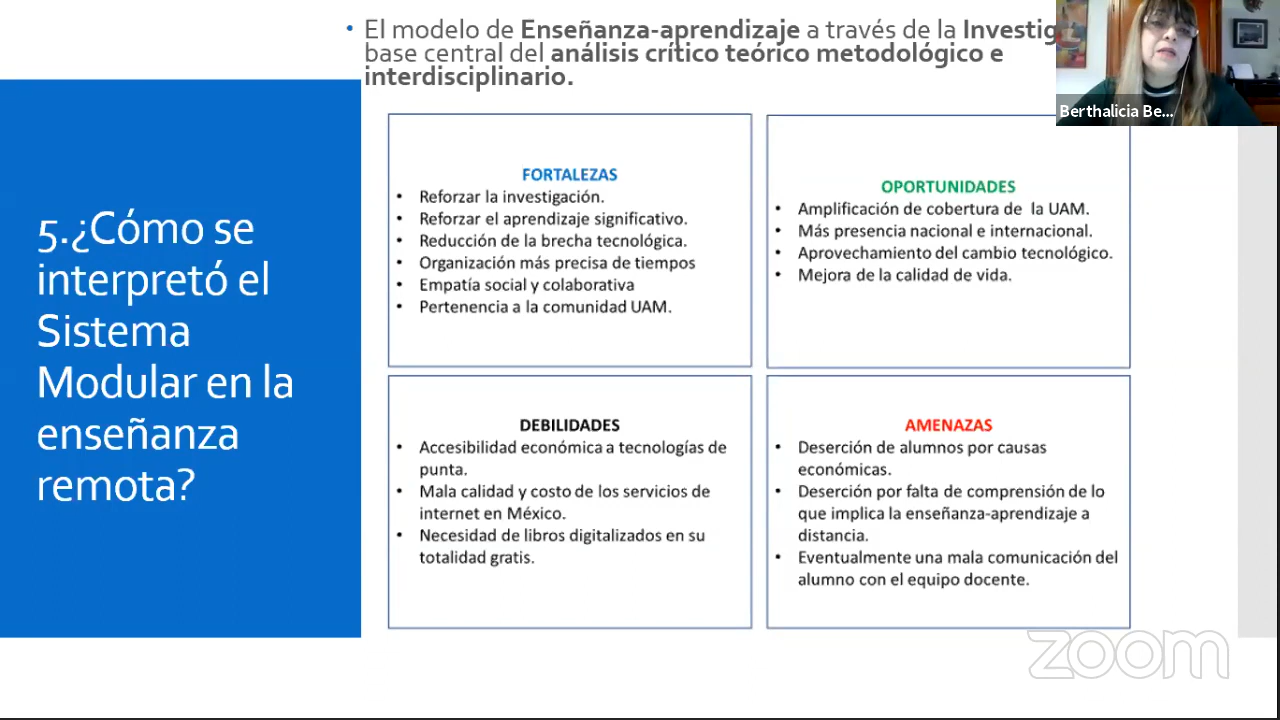 El modelo de Enseñanza-aprendizaje a través de la Investig
base central del análisis crítico teórico metodológico e
interdisciplinario.
Berthalicia Be...
5.¿Cómo se
interpretó el
Sistema
Modular en la
enseñanza
remota?
FORTALEZAS
• Reforzar la investigación.
• Reforzar el aprendizaje significativo.
• Reducción de la brecha tecnológica.
• Organización más precisa de tiempos
• Empatía social y colaborativa
• Pertenencia a la comunidad UAM.
OPORTUNIDADES
• Amplificación de cobertura de la UAM.
• Más presencia nacional e internacional.
• Aprovechamiento del cambio tecnológico.
• Mejora de la calidad de vida.
DEBILIDADES
• Accesibilidad económica a tecnologías de
punta.
• Mala calidad y costo de los servicios de
internet en México.
• Necesidad de libros digitalizados en su
totalidad gratis.
AMENAZAS
• Deserción de alumnos por causas
económicas.
• Deserción por falta de comprensión de lo
que implica la enseñanza-aprendizaje a
distancia.
• Eventualmente una mala comunicación del
alumno con el equipo docente.
zoom